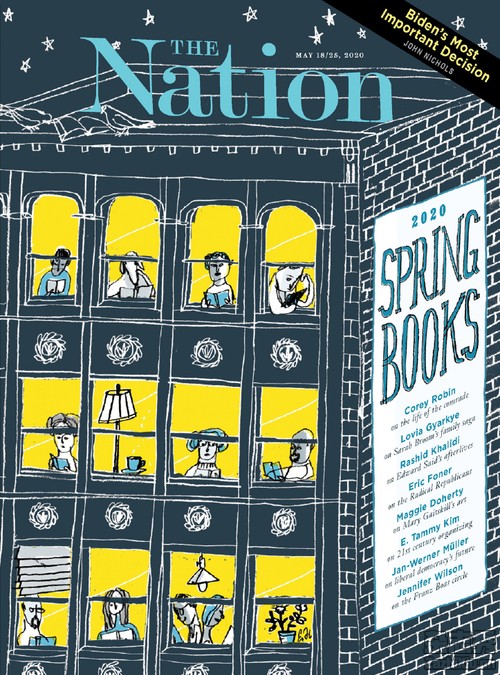 Biden's Most
Important Decision
JOHN NICHOLS
THE
Nation
MAY 18/25, 2020
2020
SPRING
BOOKS
Corey Robin
on the life of the comrade
Lovia Gyarkye
on Sarah Broom's family saga
Rashid Khalidi
on Edward Said's afterlives
Eric Foner
on the Radical Republicans
Maggie Doherty
on Mary Gaitskill's art
E. Tammy Kim
on 21st century organizing
Jan-Werner Müller
on liberal democracy's future
Jennifer Wilson
on the Franz Boas circle